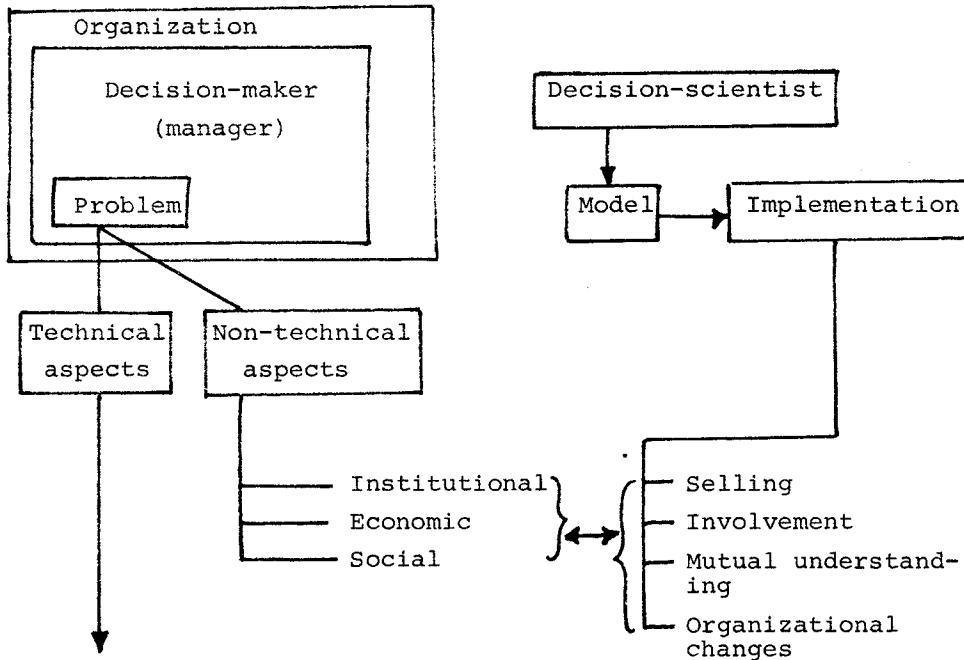 Organization
Decision-maker
(manager)
Problem
Technical
aspects
Non-technical
aspects
Institutional
Economic
Social
Decision-scientist
Model
Implementation
Selling
Involvement
Mutual understand-
ing
Organizational
changes